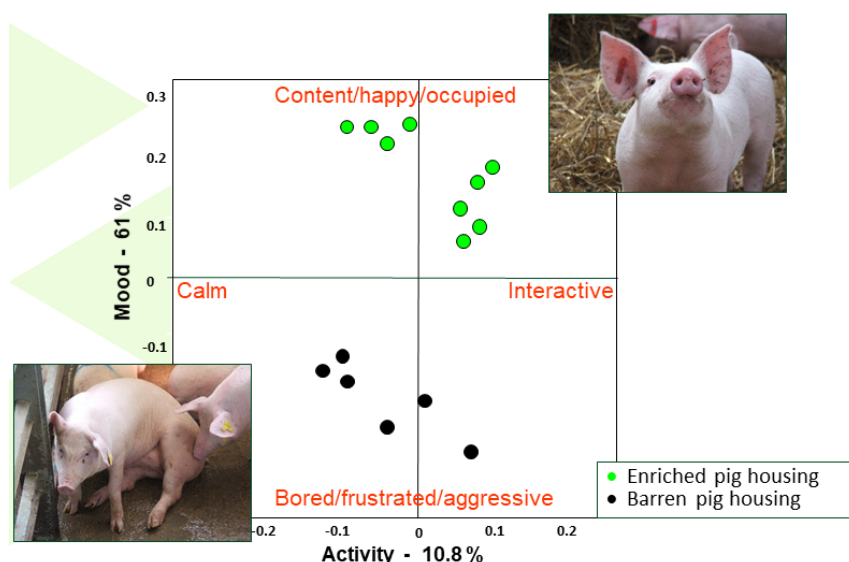 0.3
Content/happy/occupied
0.2
0.1
Mood - 61 %
0
Calm
Interactive
-0.1
Bored/frustrated/aggressive
Enriched pig housing
Barren pig housing
-0.2
-0.1
0
0.1
0.2
Activity - 10.8 %